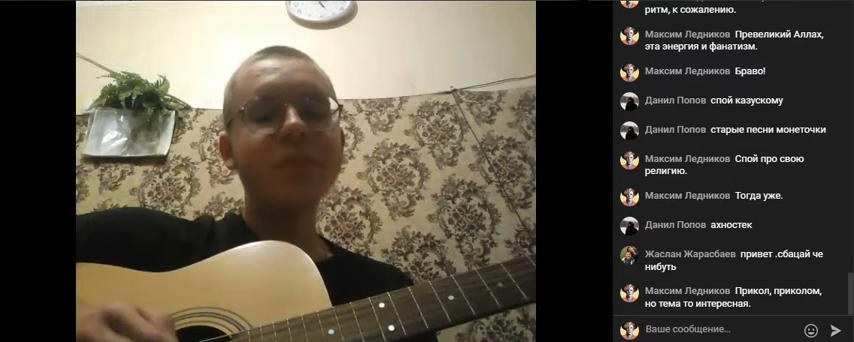 ритм, к сожалению.
Максим Ледников Превеликий Аллах,
эта энергия и фанатизм.
Максим Ледников Браво!
Данил Попов спой казускому
Данил Попов старые песни монеточки
Максим Ледников Спой про свою
религию.
Максим Ледников Тогда уже.
Данил Попов ахностек
Жаслан Жарасбаев привет .сбацай че
нибуть
Максим Ледников Прикол, приколом,
но тема то интересная.
Ваше сообщение...